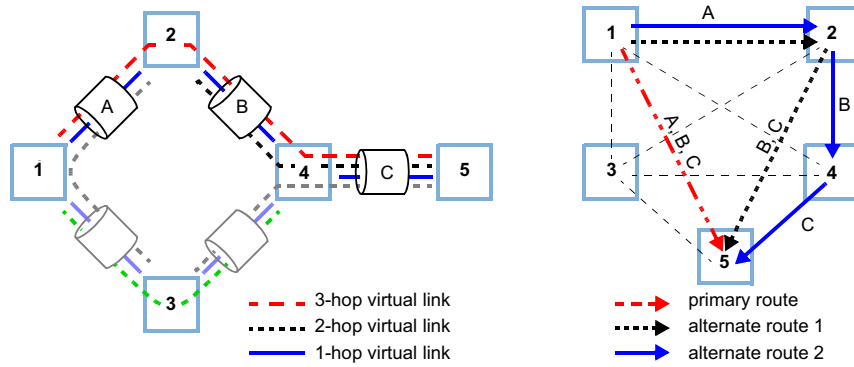 2
A
B
1
4
C
5
3
3-hop virtual link
2-hop virtual link
1-hop virtual link
A
1
2
A, B, C
B, C
B
3
4
C
5
primary route
alternate route 1
alternate route 2